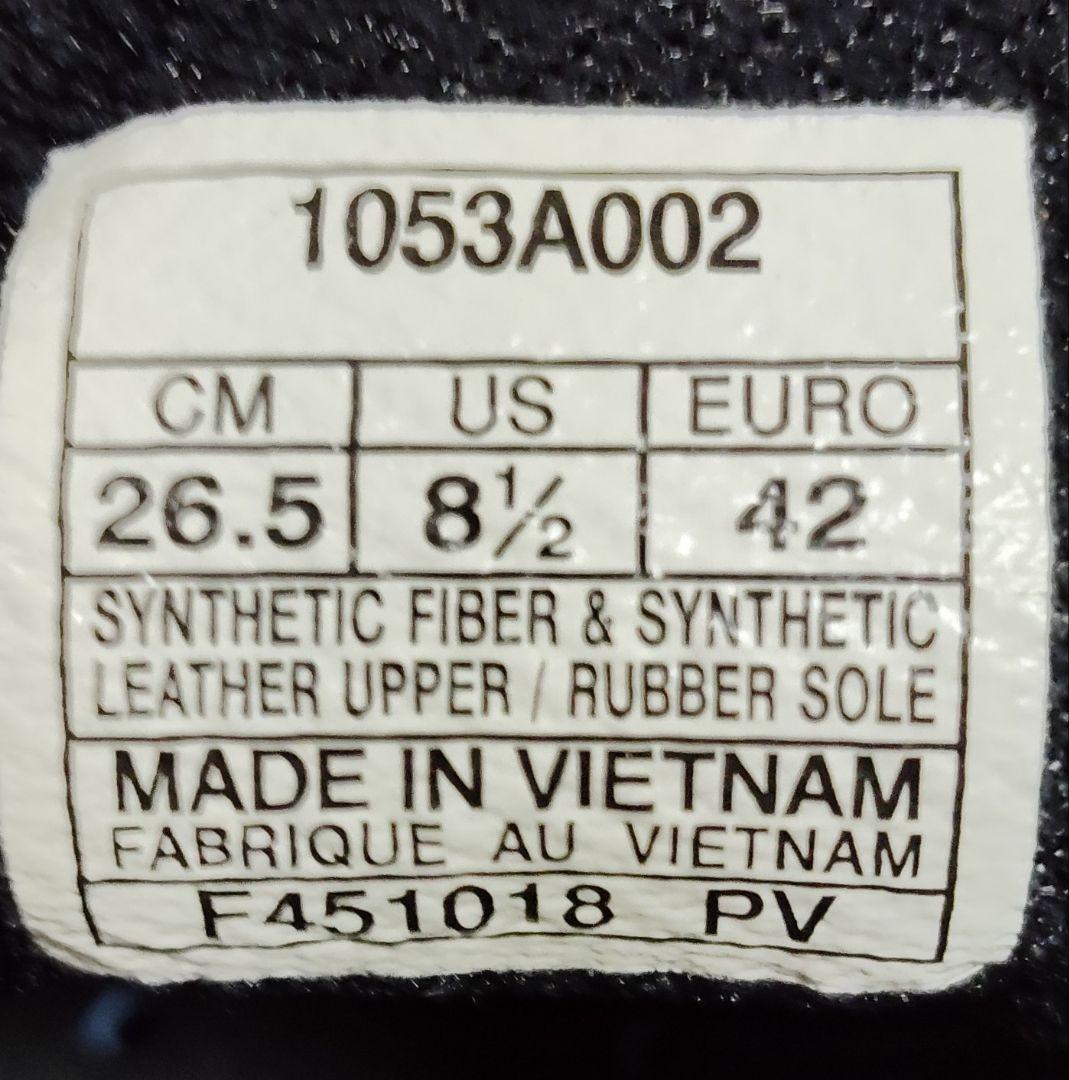 1053A002
CM US EURO
26.5 8½ 42
SYNTHETIC FIBER & SYNTHETIC
LEATHER UPPER / RUBBER SOLE
MADE IN VIETNAM
FABRIQUE AU VIETNAM
F451018 PV